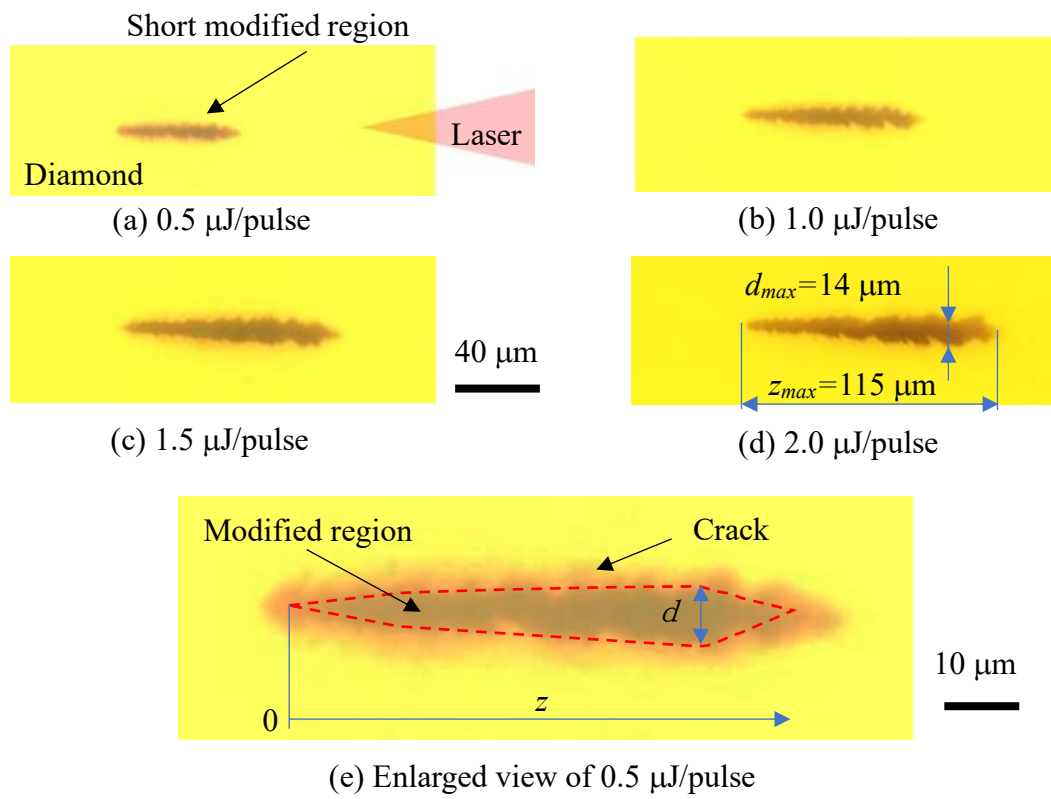 Short modified region
Laser
Diamond
(a) 0.5 μJ/pulse
(b) 1.0 μJ/pulse
40 μm
dmax=14 μm
zmax=115 μm
(c) 1.5 μJ/pulse
(d) 2.0 μJ/pulse
Modified region
Crack
d
10 μm
0
z
(e) Enlarged view of 0.5 μJ/pulse